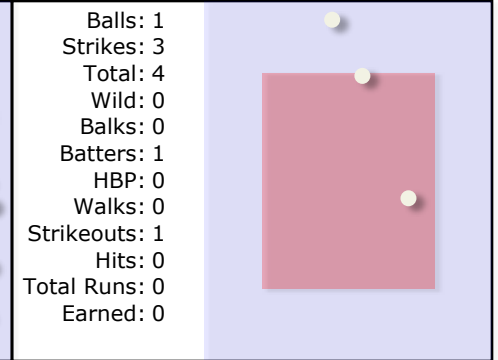 Balls: 1
Strikes: 3
Total: 4
Wild: 0
Balks: 0
Batters: 1
HBP: 0
Walks: 0
Strikeouts: 1
Hits: 0
Total Runs: 0
Earned: 0